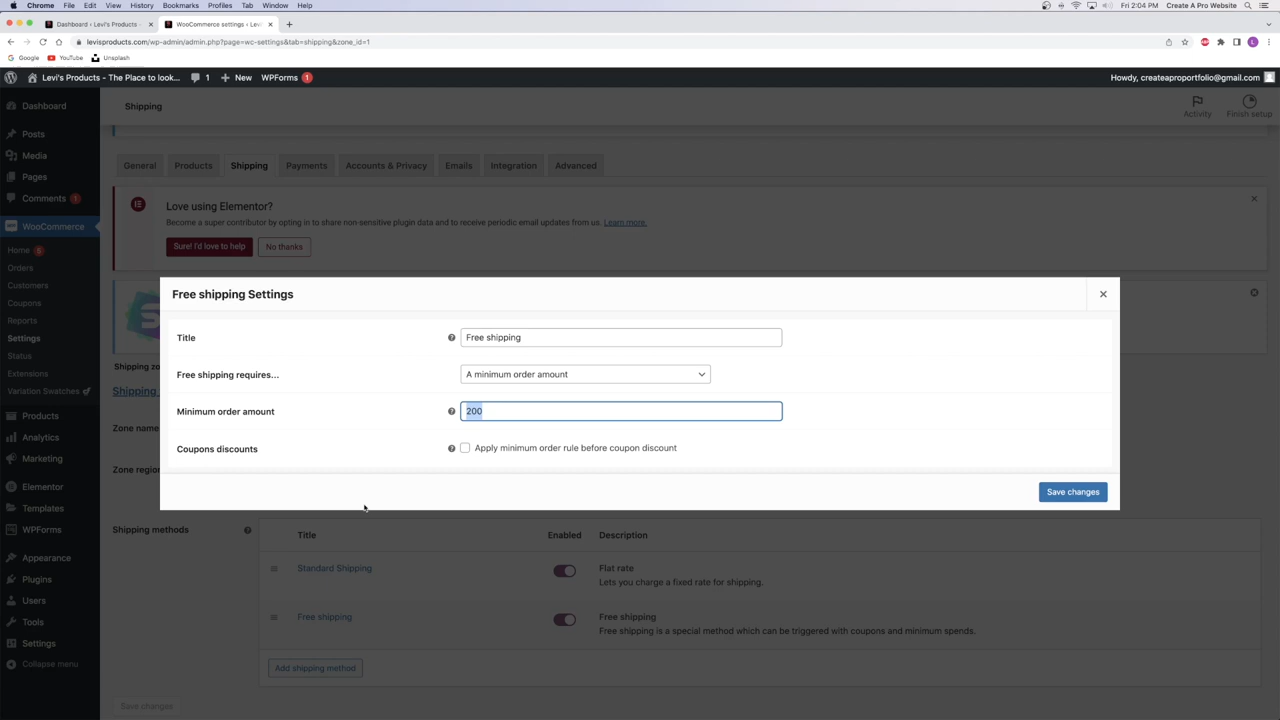 Chrome File Edit View History Bookmarks Profiles Tab Window Help
Fri 2:04 PM Create A Pro Website
Dashboard ‹ Levi's Products -
WooCommerce settings ‹ Lev
levisproducts.com/wp-admin/admin.php?page=wc-settings&tab=shipping&zone_id=1
Google YouTube Unsplash
Levi's Products - The Place to look... 1 New WPForms 1
Howdy, createaproportfolio@gmail.com
Dashboard
Posts
Media
Pages
Comments 1
WooCommerce
Home 5
Orders
Customers
Coupons
Reports
Settings
Status
Extensions
Variation Swatches
Products
Analytics
Marketing
Elementor
Templates
WPForms
Appearance
Plugins
Users
Tools
Settings
Collapse menu
Shipping
Activity
Finish setup
General Products Shipping Payments Accounts & Privacy Emails Integration Advanced
Love using Elementor?
Become a super contributor by opting in to share non-sensitive plugin data and to receive periodic email updates from us. Learn more.
Sure! I'd love to help
No thanks
Shipping zo
Shipping
Zone name
Zone regio
Free shipping Settings
Title
Free shipping
Free shipping requires...
A minimum order amount
Minimum order amount
200
Coupons discounts
Apply minimum order rule before coupon discount
Save changes
Shipping methods
Title Enabled Description
Standard Shipping
Flat rate
Lets you charge a fixed rate for shipping.
Free shipping
Free shipping
Free shipping is a special method which can be triggered with coupons and minimum spends.
Add shipping method
Save changes